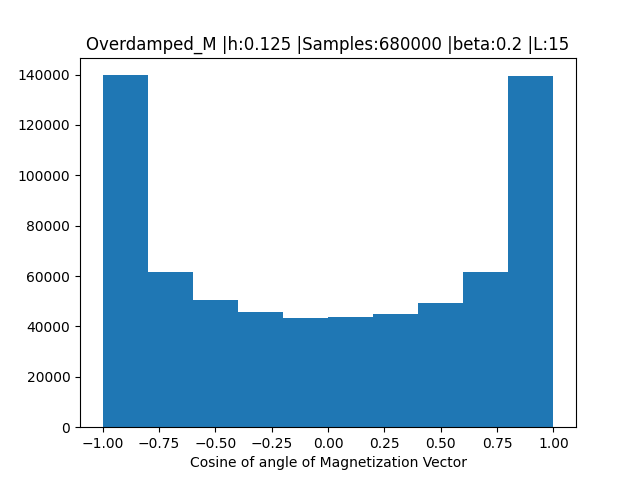 Overdamped_M |h:0.125 |Samples:680000 |beta:0.2 |L:15
140000
120000
100000
80000
60000
40000
20000
0
−1.00 −0.75 −0.50 −0.25 0.00 0.25 0.50 0.75 1.00
Cosine of angle of Magnetization Vector